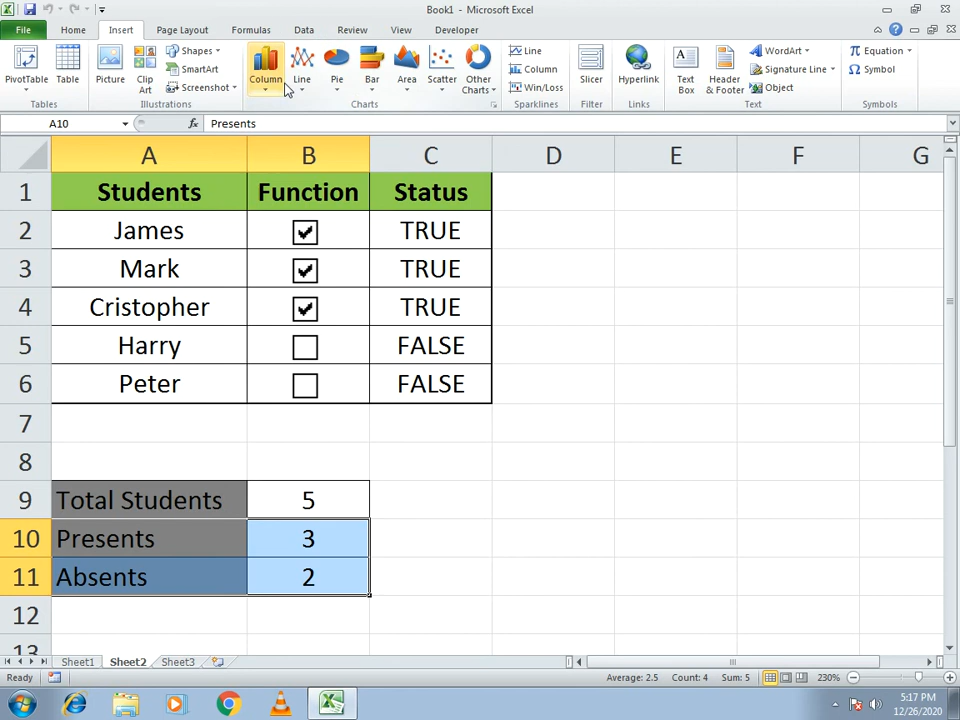 Book1 - Microsoft Excel
File Home Insert Page Layout Formulas Data Review View Developer
PivotTable Table Picture Clip Art Shapes SmartArt Screenshot Column Line Pie Bar Area Scatter Other Charts Line Column Win/Loss Slicer Hyperlink Text Box Header & Footer WordArt Signature Line Object Equation Symbol
Tables Illustrations Charts Sparklines Filter Links Text Symbols
A10 fx Presents
A B C D E F G
1 Students Function Status
2 James TRUE
3 Mark TRUE
4 Cristopher TRUE
5 Harry FALSE
6 Peter FALSE
7
8
9 Total Students 5
10 Presents 3
11 Absents 2
12
13
Sheet1 Sheet2 Sheet3
Ready Average: 2.5 Count: 4 Sum: 5 230%
5:17 PM
12/26/2020